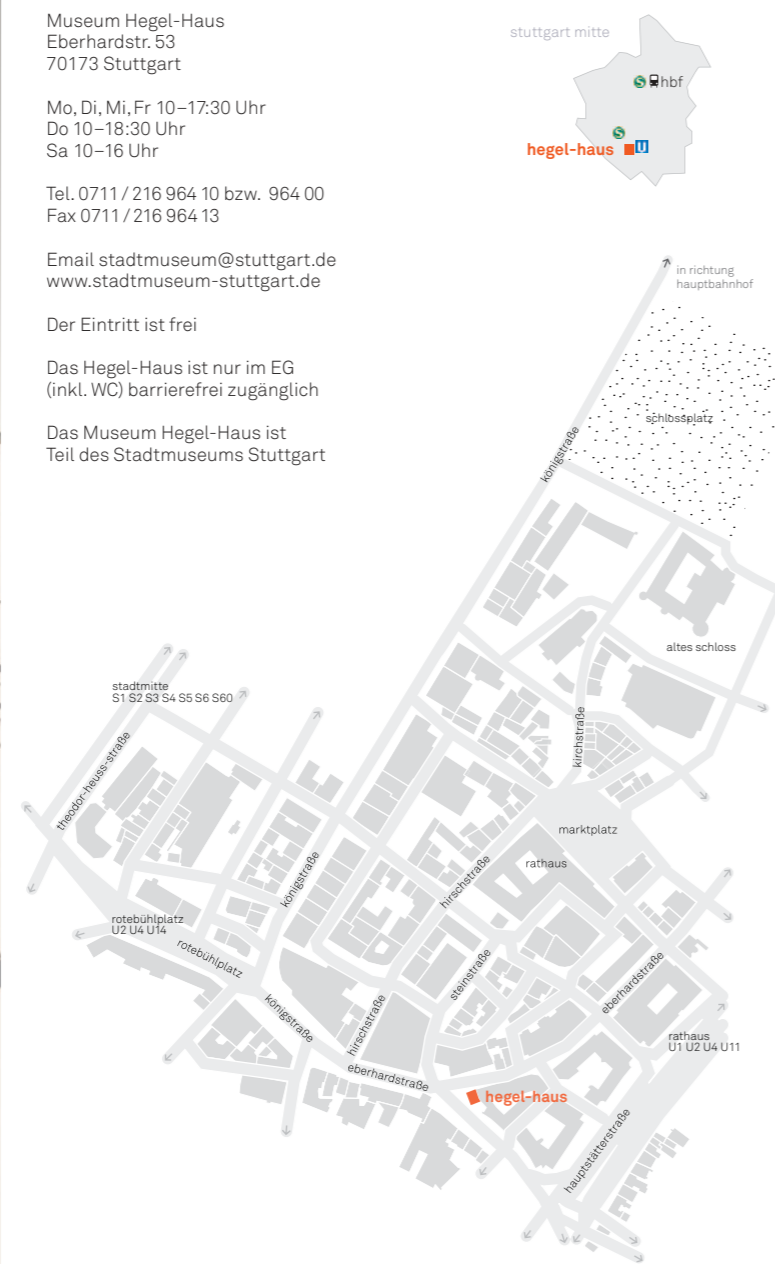 Museum Hegel-Haus
Eberhardstr. 53
70173 Stuttgart
Mo, Di, Mi, Fr 10–17:30 Uhr
Do 10–18:30 Uhr
Sa 10–16 Uhr
Tel. 0711 / 216 964 10 bzw. 964 00
Fax 0711 / 216 964 13
Email stadtmuseum@stuttgart.de
www.stadtmuseum-stuttgart.de
Der Eintritt ist frei
Das Hegel-Haus ist nur im EG
(inkl. WC) barrierefrei zugänglich
Das Museum Hegel-Haus ist
Teil des Stadtmuseums Stuttgart
stuttgart mitte
S hbf
S
hegel-haus U
in richtung
hauptbahnhof
schlossplatz
königstraße
altes schloss
stadtmitte
S1 S2 S3 S4 S5 S6 S60
theodor-heuss-straße
kirchstraße
marktplatz
rathaus
hirschstraße
königstraße
rotebühlplatz
U2 U4 U14
rotebühlplatz
steinstraße
eberhardstraße
königstraße
hirschstraße
rathaus
U1 U2 U4 U11
eberhardstraße
hegel-haus
hauptstätterstraße